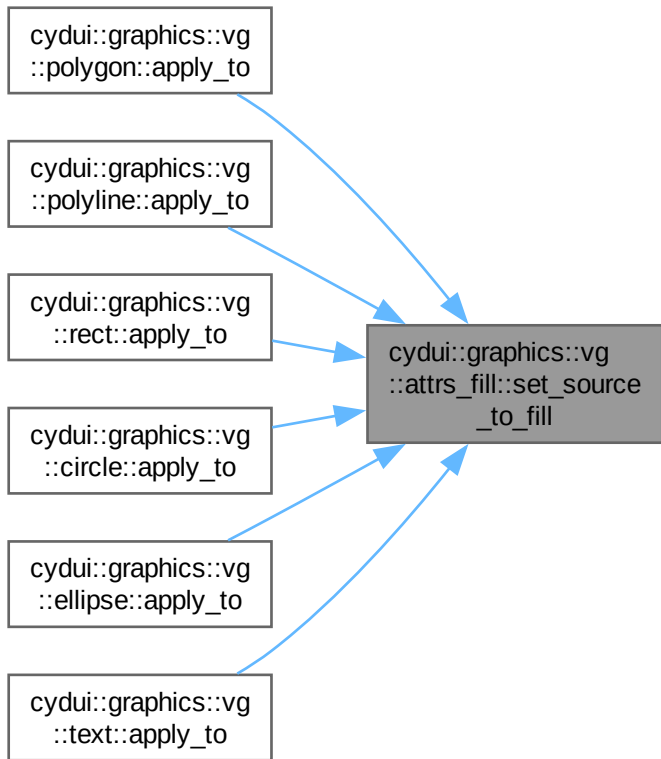 cydui::graphics::vg
::polygon::apply_to
cydui::graphics::vg
::polyline::apply_to
cydui::graphics::vg
::rect::apply_to
cydui::graphics::vg
::attrs_fill::set_source
_to_fill
cydui::graphics::vg
::circle::apply_to
cydui::graphics::vg
::ellipse::apply_to
cydui::graphics::vg
::text::apply_to